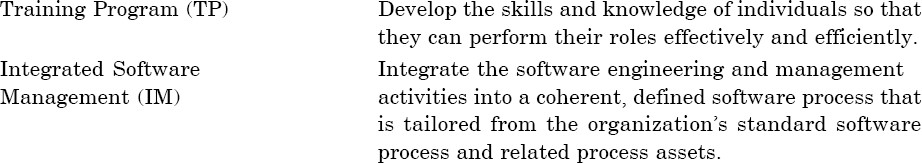 Training Program (TP) Develop the skills and knowledge of individuals so that
they can perform their roles effectively and efficiently.
Integrated Software Integrate the software engineering and management
Management (IM) activities into a coherent, defined software process that
is tailored from the organization's standard software
process and related process assets.